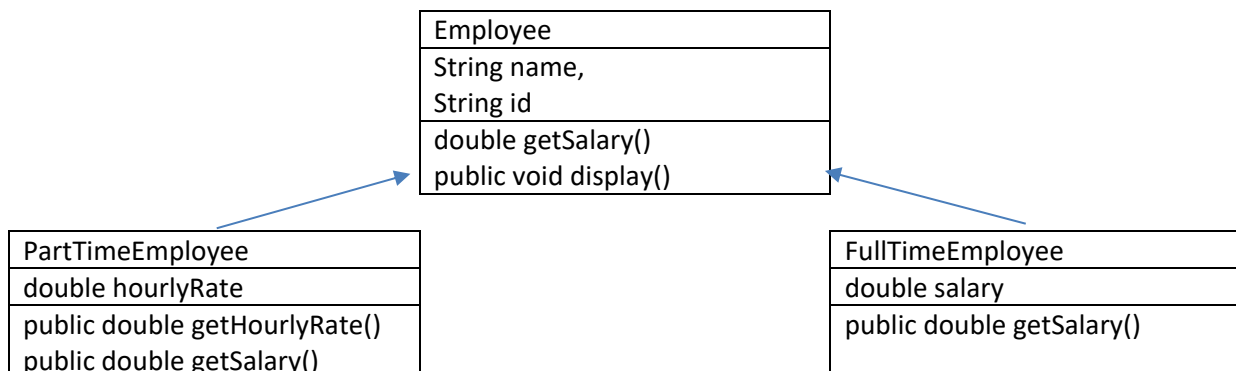 Employee
String name,
String id
double getSalary()
public void display()
PartTimeEmployee
double hourlyRate
public double getHourlyRate()
public double getSalary()
FullTimeEmployee
double salary
public double getSalary()